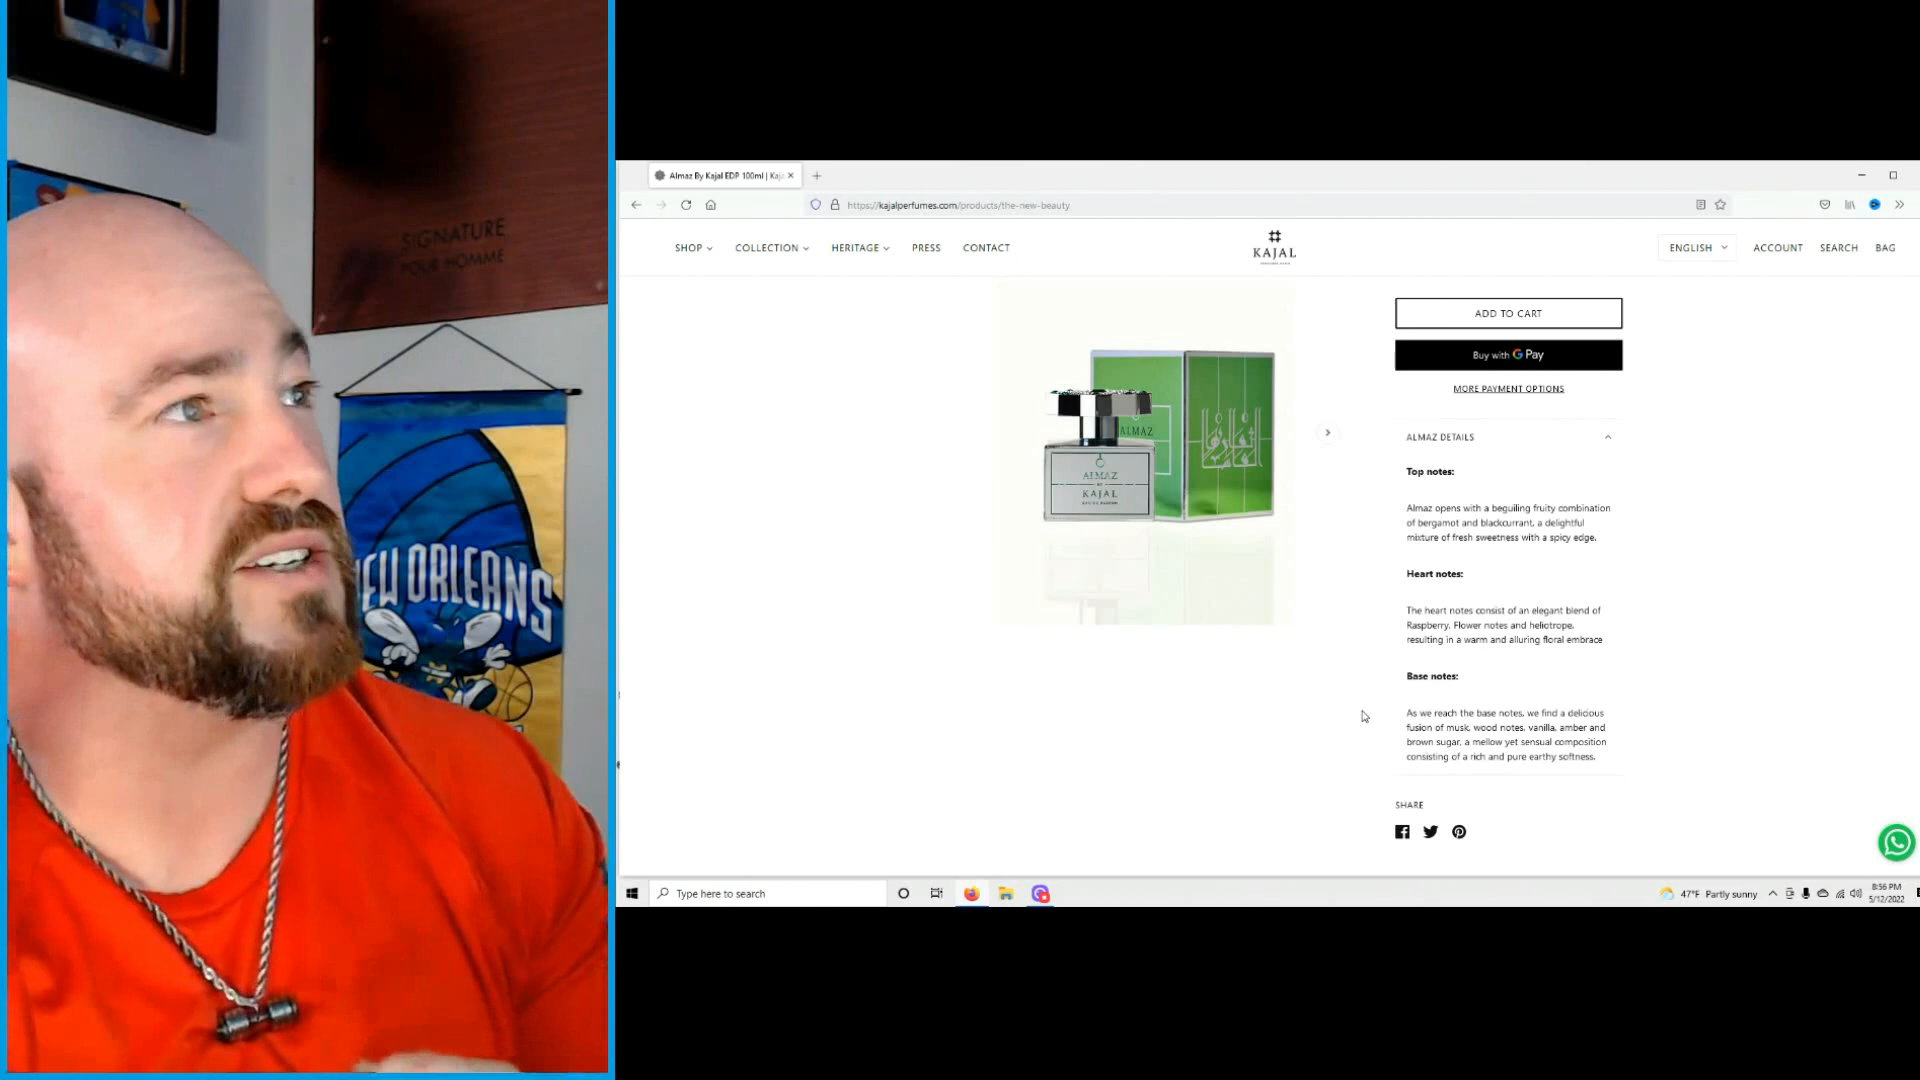 SIGNATURE
POUR HOMME
NEW ORLEANS
Almaz By Kajal EDP 100ml | Kaja
https://kajalperfumes.com/products/the-new-beauty
SHOP
COLLECTION
HERITAGE
PRESS
CONTACT
KAJAL
ENGLISH
ACCOUNT
SEARCH
BAG
ALMAZ
ALMAZ
BY
KAJAL
ADD TO CART
Buy with G Pay
MORE PAYMENT OPTIONS
ALMAZ DETAILS
Top notes:
Almaz opens with a beguiling fruity combination
of bergamot and blackcurrant, a delightful
mixture of fresh sweetness with a spicy edge.
Heart notes:
The heart notes consist of an elegant blend of
Raspberry, Flower notes and heliotrope,
resulting in a warm and alluring floral embrace
Base notes:
As we reach the base notes, we find a delicious
fusion of musk, wood notes, vanilla, amber and
brown sugar, a mellow yet sensual composition
consisting of a rich and pure earthy softness.
SHARE
Type here to search
47°F Partly sunny
8:56 PM
5/12/2022